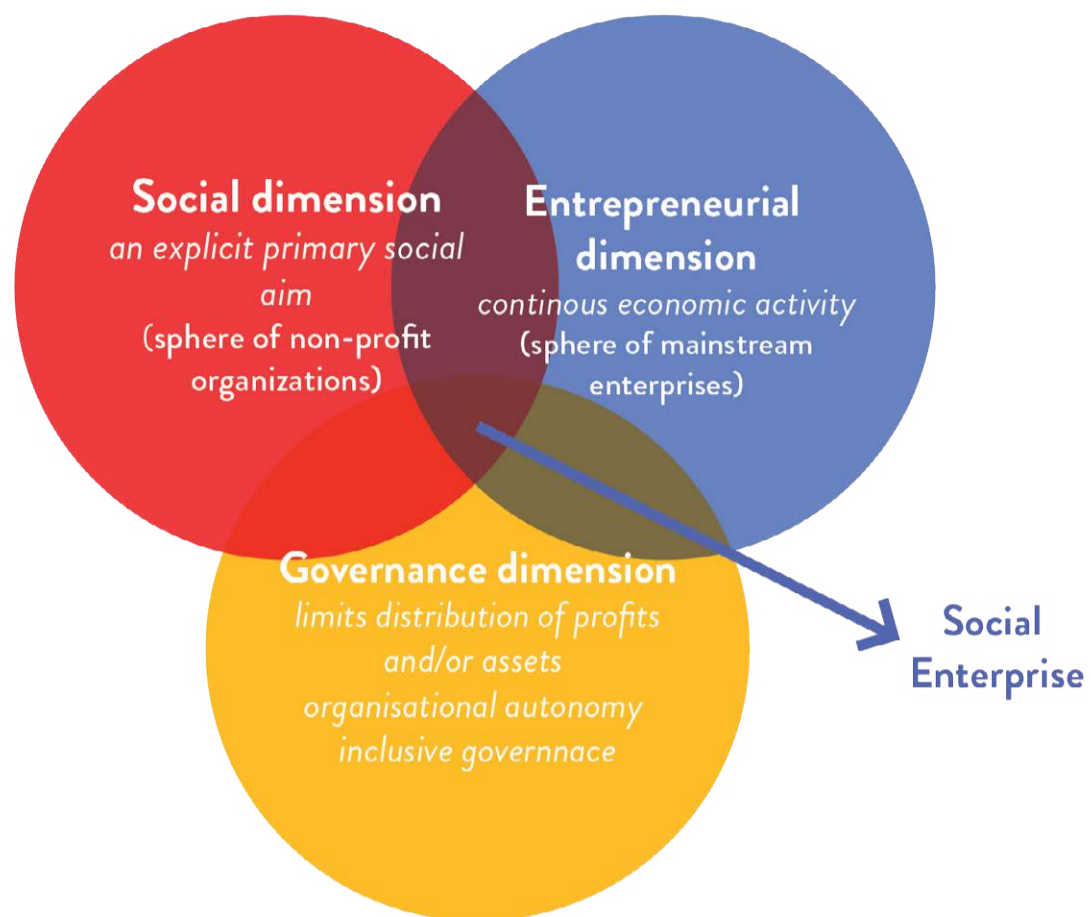 Social dimension
an explicit primary social
aim
(sphere of non-profit
organizations)
Entrepreneurial
dimension
continous economic activity
(sphere of mainstream
enterprises)
Governance dimension
limits distribution of profits
and/or assets
organisational autonomy
inclusive governnace
Social
Enterprise